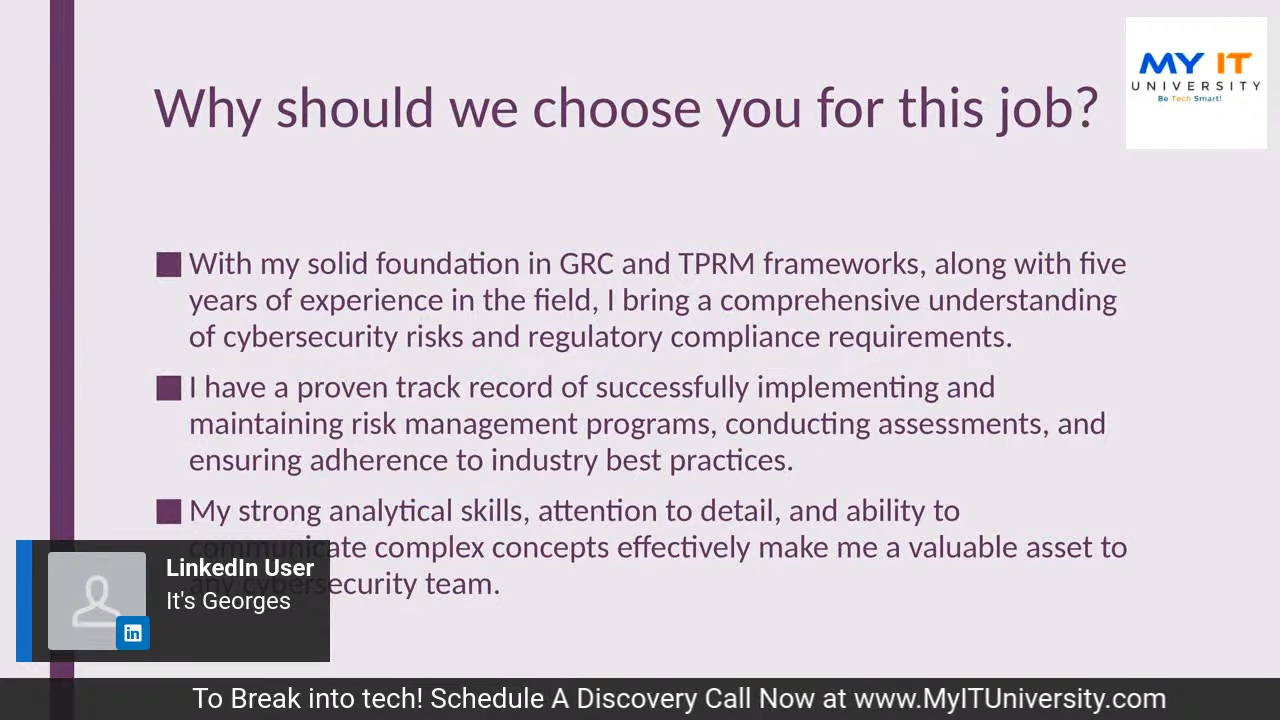 Why should we choose you for this job?
MY IT
UNIVERSITY
Be Tech Smart!
■ With my solid foundation in GRC and TPRM frameworks, along with five
years of experience in the field, I bring a comprehensive understanding
of cybersecurity risks and regulatory compliance requirements.
■ I have a proven track record of successfully implementing and
maintaining risk management programs, conducting assessments, and
ensuring adherence to industry best practices.
■ My strong analytical skills, attention to detail, and ability to
communicate complex concepts effectively make me a valuable asset to
any cybersecurity team.
LinkedIn User
It's Georges
in
To Break into tech! Schedule A Discovery Call Now at www.MyITUniversity.com